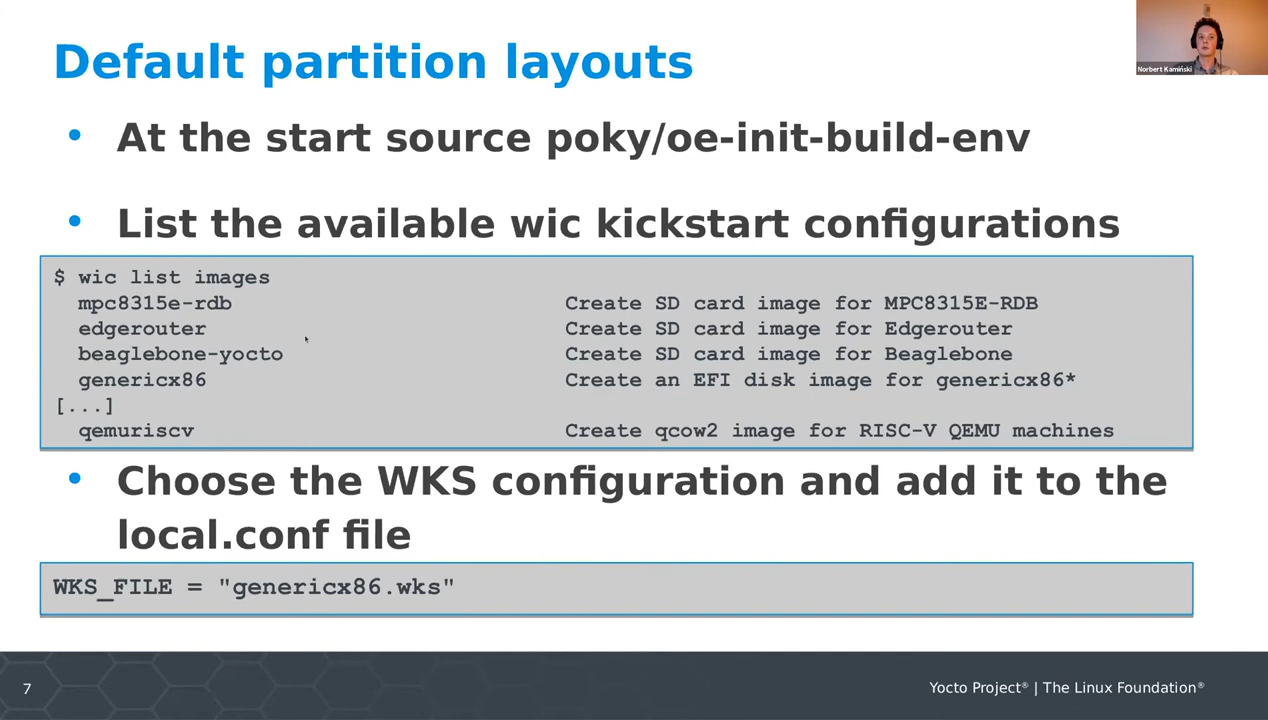 Default partition layouts
Norbert Kamiński
• At the start source poky/oe-init-build-env
• List the available wic kickstart configurations
$ wic list images
mpc8315e-rdb Create SD card image for MPC8315E-RDB
edgerouter Create SD card image for Edgerouter
beaglebone-yocto Create SD card image for Beaglebone
genericx86 Create an EFI disk image for genericx86*
[...]
qemuriscv Create qcow2 image for RISC-V QEMU machines
• Choose the WKS configuration and add it to the
local.conf file
WKS_FILE = "genericx86.wks"
7
Yocto Project® | The Linux Foundation®